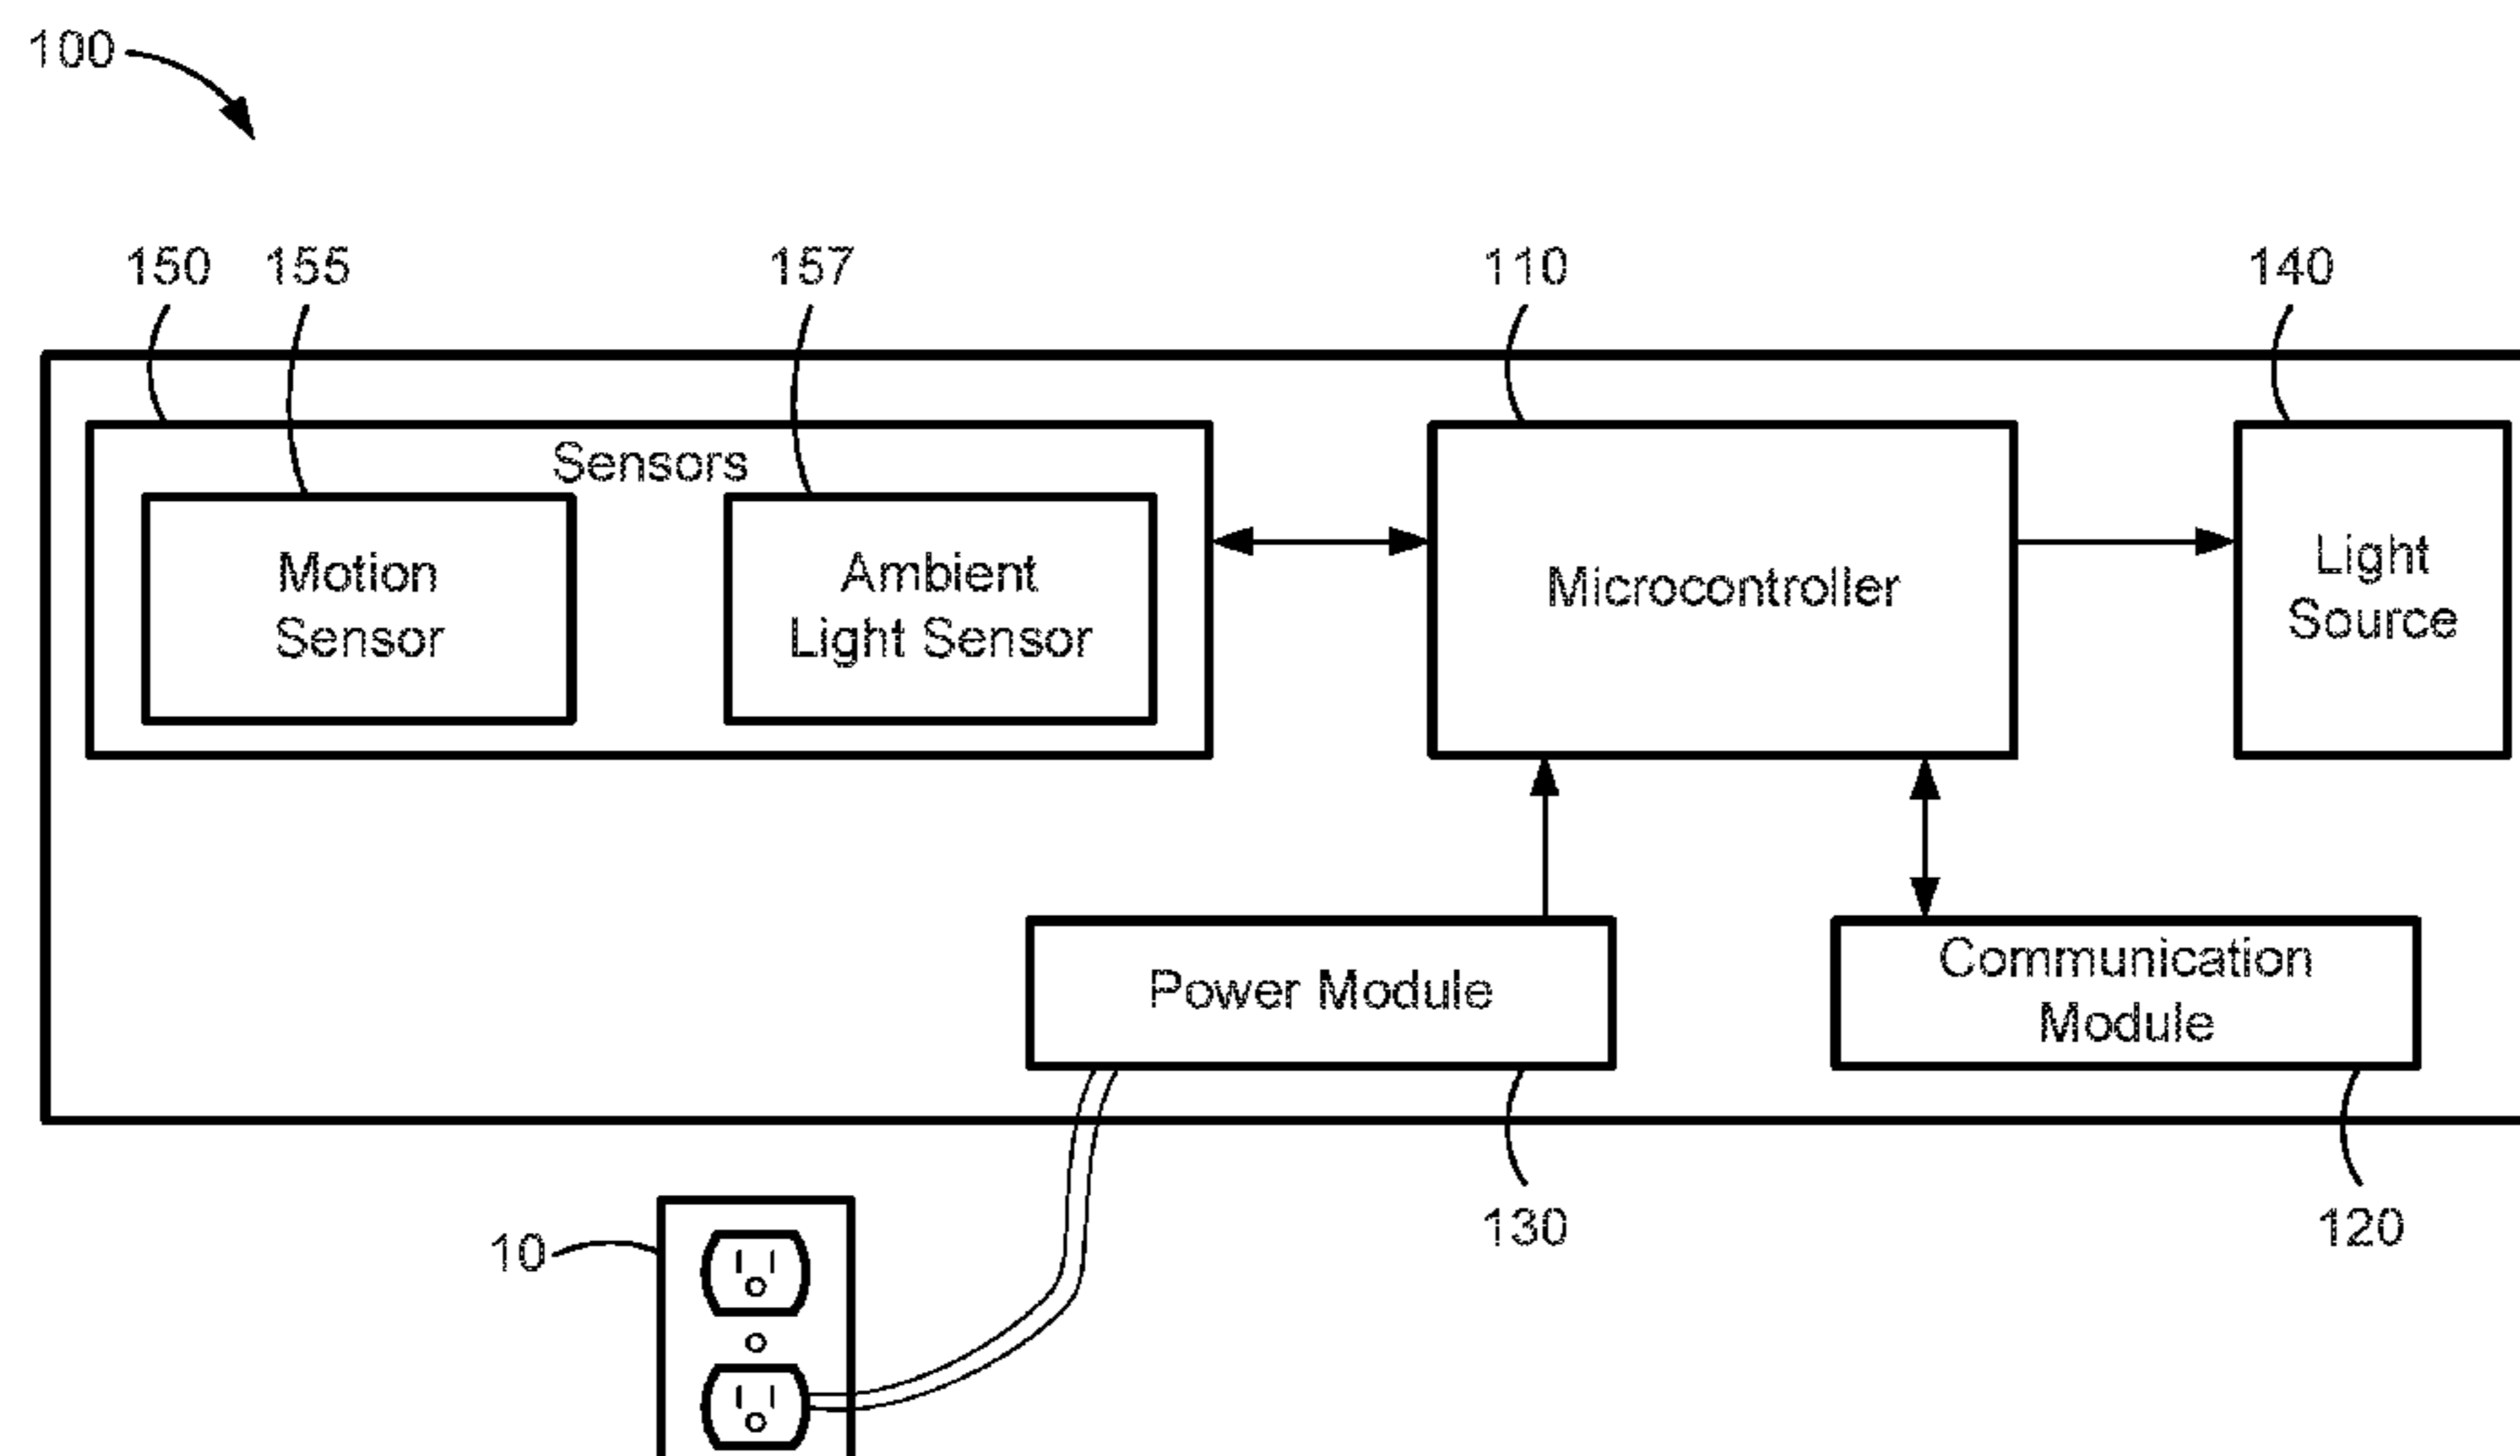 100
150 155 157 110 140
Sensors
Motion
Sensor
Ambient
Light Sensor
Microcontroller
Light
Source
Power Module
Communication
Module
130 120
10